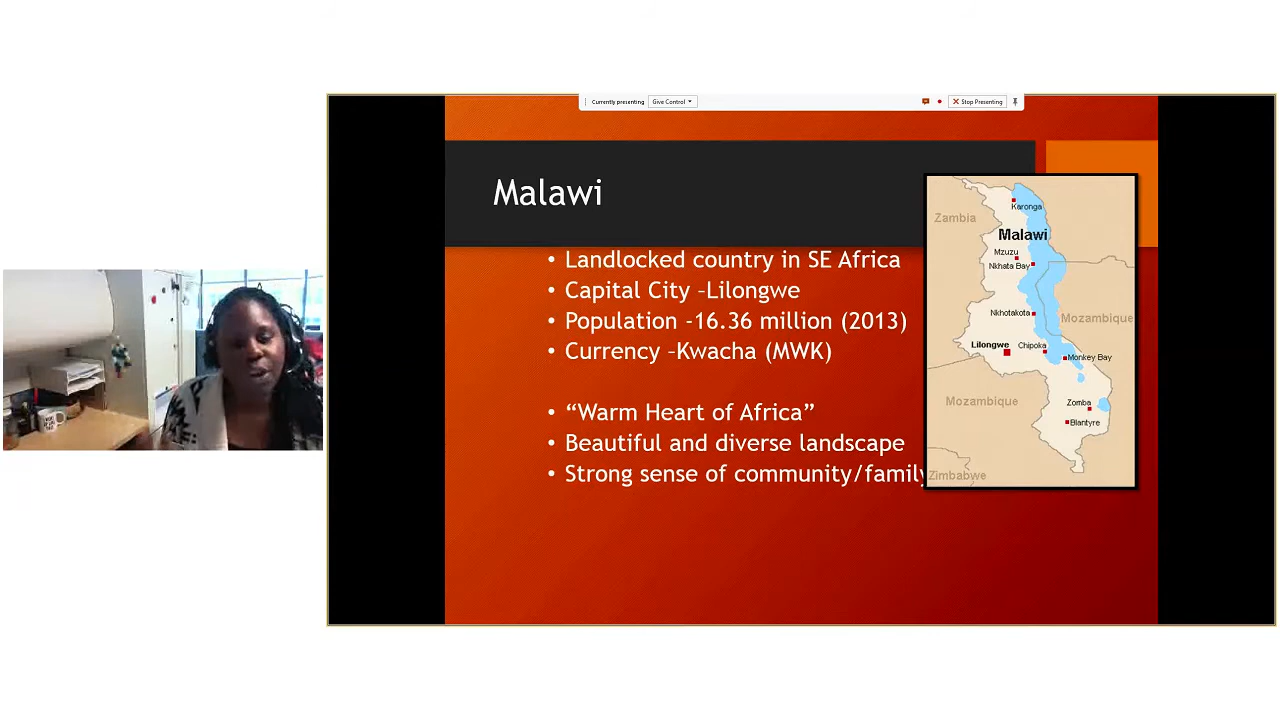 Currently presenting Give Control Stop Presenting
Malawi
• Landlocked country in SE Africa
• Capital City –Lilongwe
• Population -16.36 million (2013)
• Currency –Kwacha (MWK)
• “Warm Heart of Africa”
• Beautiful and diverse landscape
• Strong sense of community/family
Karonga
Zambia
Malawi
Mzuzu
Nkhata Bay
Nkhotakota
Mozambique
Lilongwe
Chipoka
Monkey Bay
Mozambique
Zomba
Blantyre
Zimbabwe